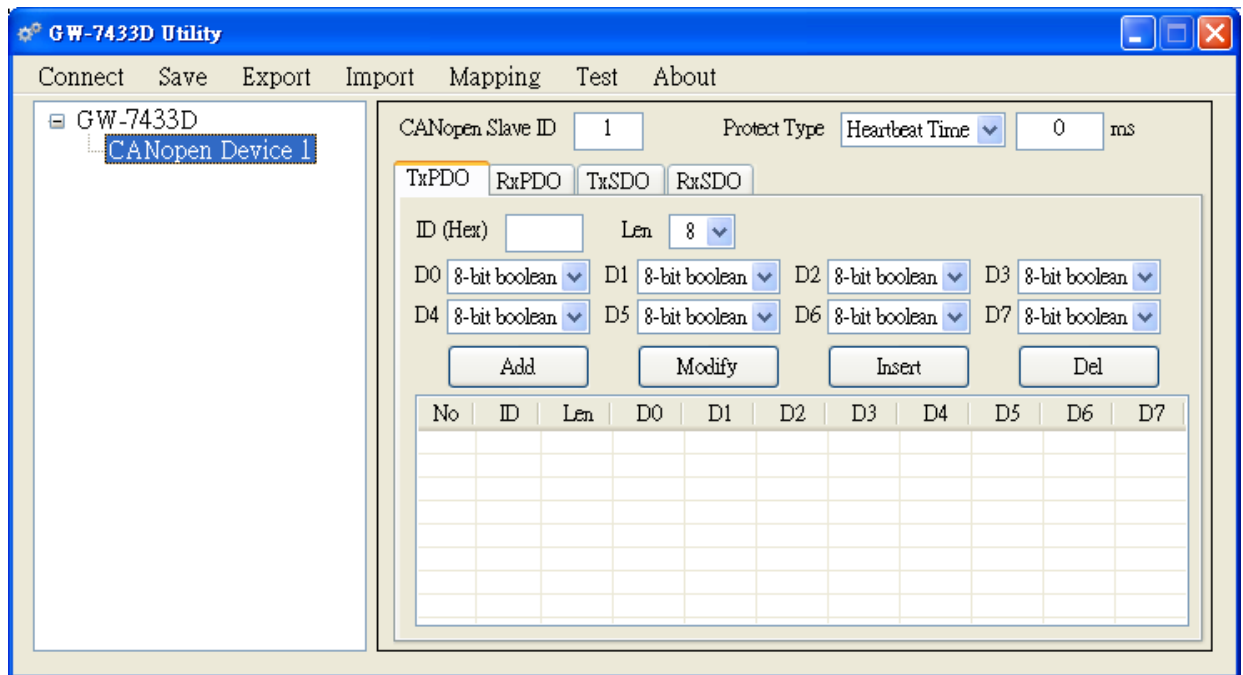 GW-7433D Utility
Connect Save Export Import Mapping Test About
GW-7433D
CANopen Device 1
CANopen Slave ID 1 Protect Type Heartbeat Time 0 ms
TxPDO RxPDO TxSDO RxSDO
ID (Hex) Len 8
D0 8-bit boolean D1 8-bit boolean D2 8-bit boolean D3 8-bit boolean
D4 8-bit boolean D5 8-bit boolean D6 8-bit boolean D7 8-bit boolean
Add Modify Insert Del
No ID Len D0 D1 D2 D3 D4 D5 D6 D7